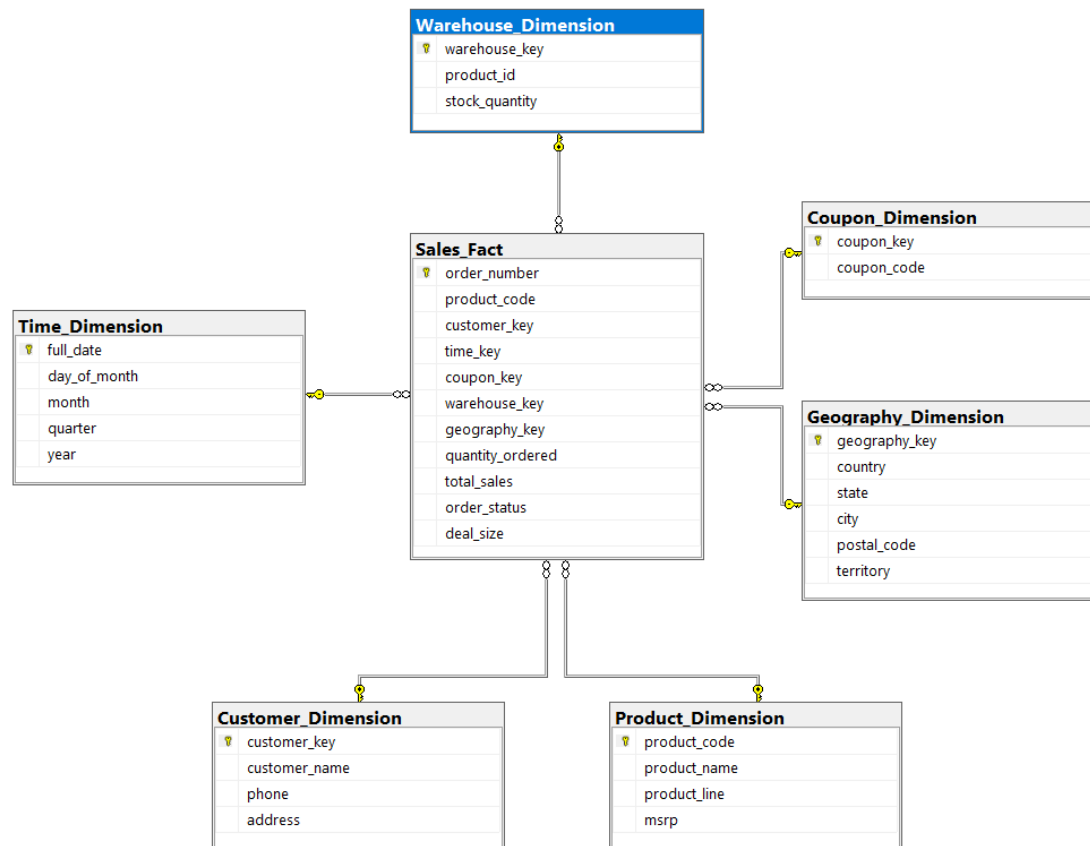 Warehouse_Dimension
warehouse_key
product_id
stock_quantity
Coupon_Dimension
coupon_key
coupon_code
Sales_Fact
order_number
product_code
customer_key
time_key
coupon_key
warehouse_key
geography_key
quantity_ordered
total_sales
order_status
deal_size
Time_Dimension
full_date
day_of_month
month
quarter
year
Geography_Dimension
geography_key
country
state
city
postal_code
territory
Customer_Dimension
customer_key
customer_name
phone
address
Product_Dimension
product_code
product_name
product_line
msrp